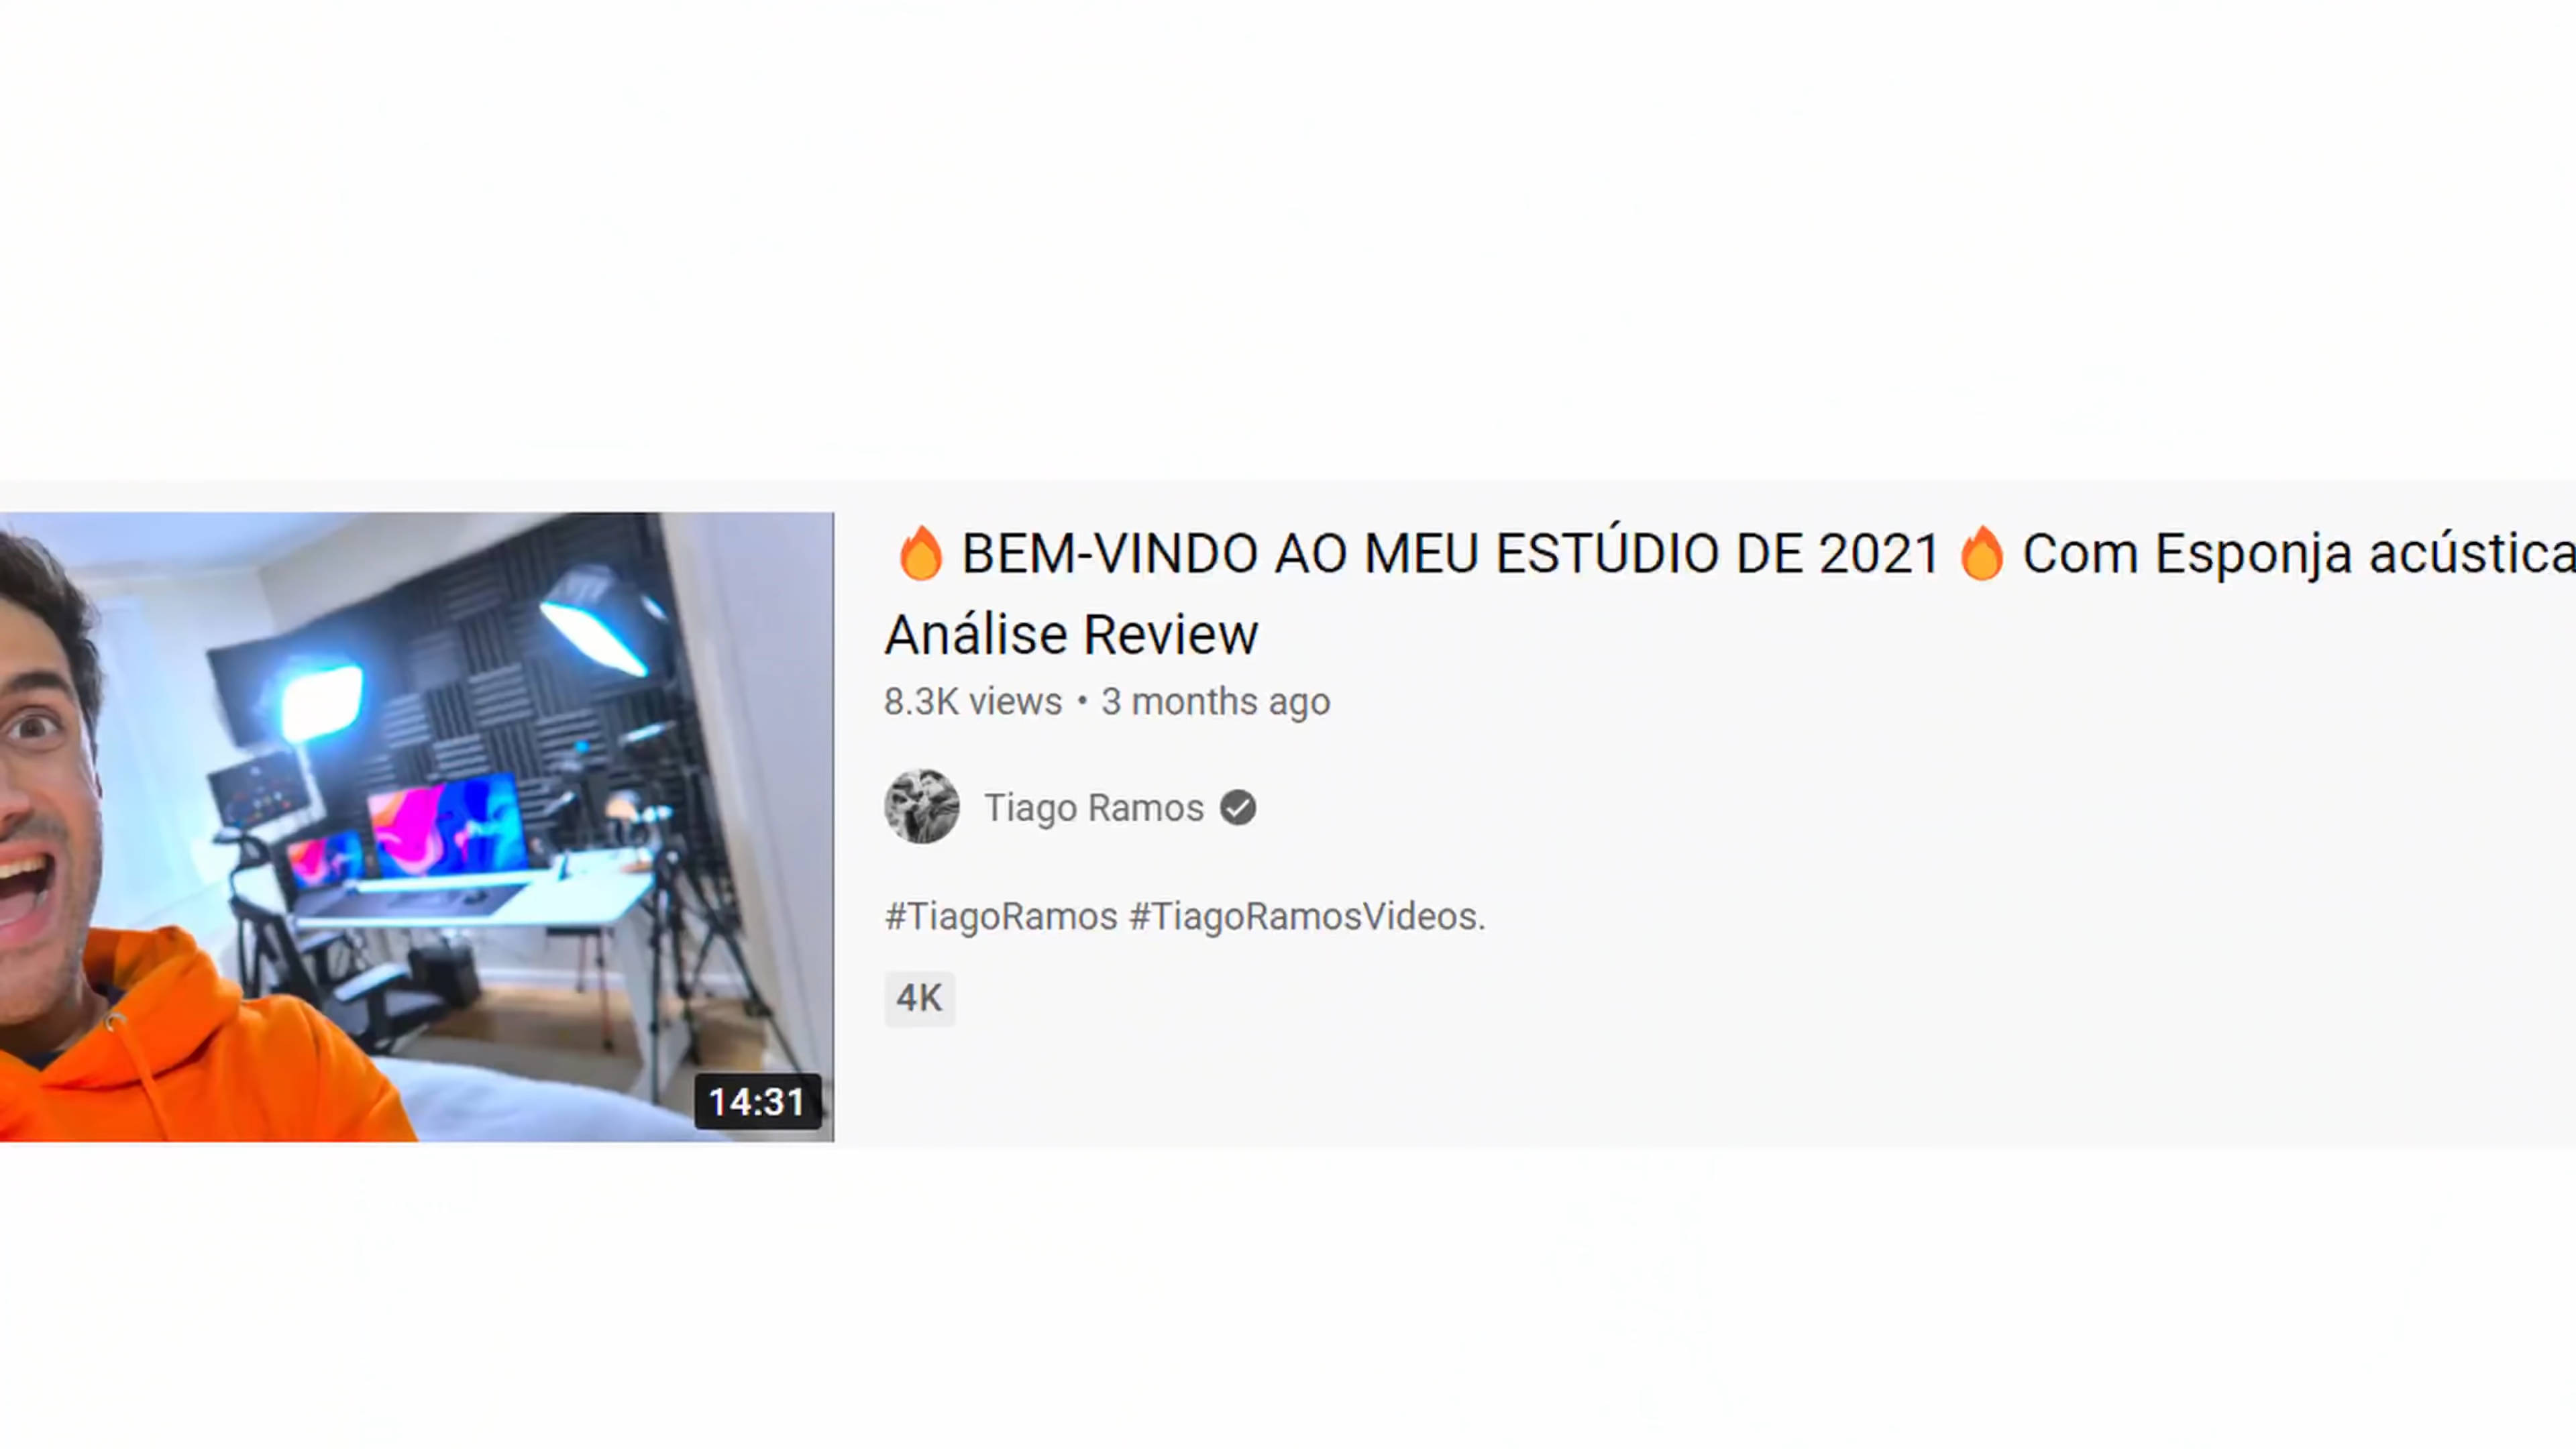 🔥 BEM-VINDO AO MEU ESTÚDIO DE 2021 🔥 Com Esponja acústica
Análise Review
8.3K views • 3 months ago
Tiago Ramos
#TiagoRamos #TiagoRamosVideos.
4K
14:31